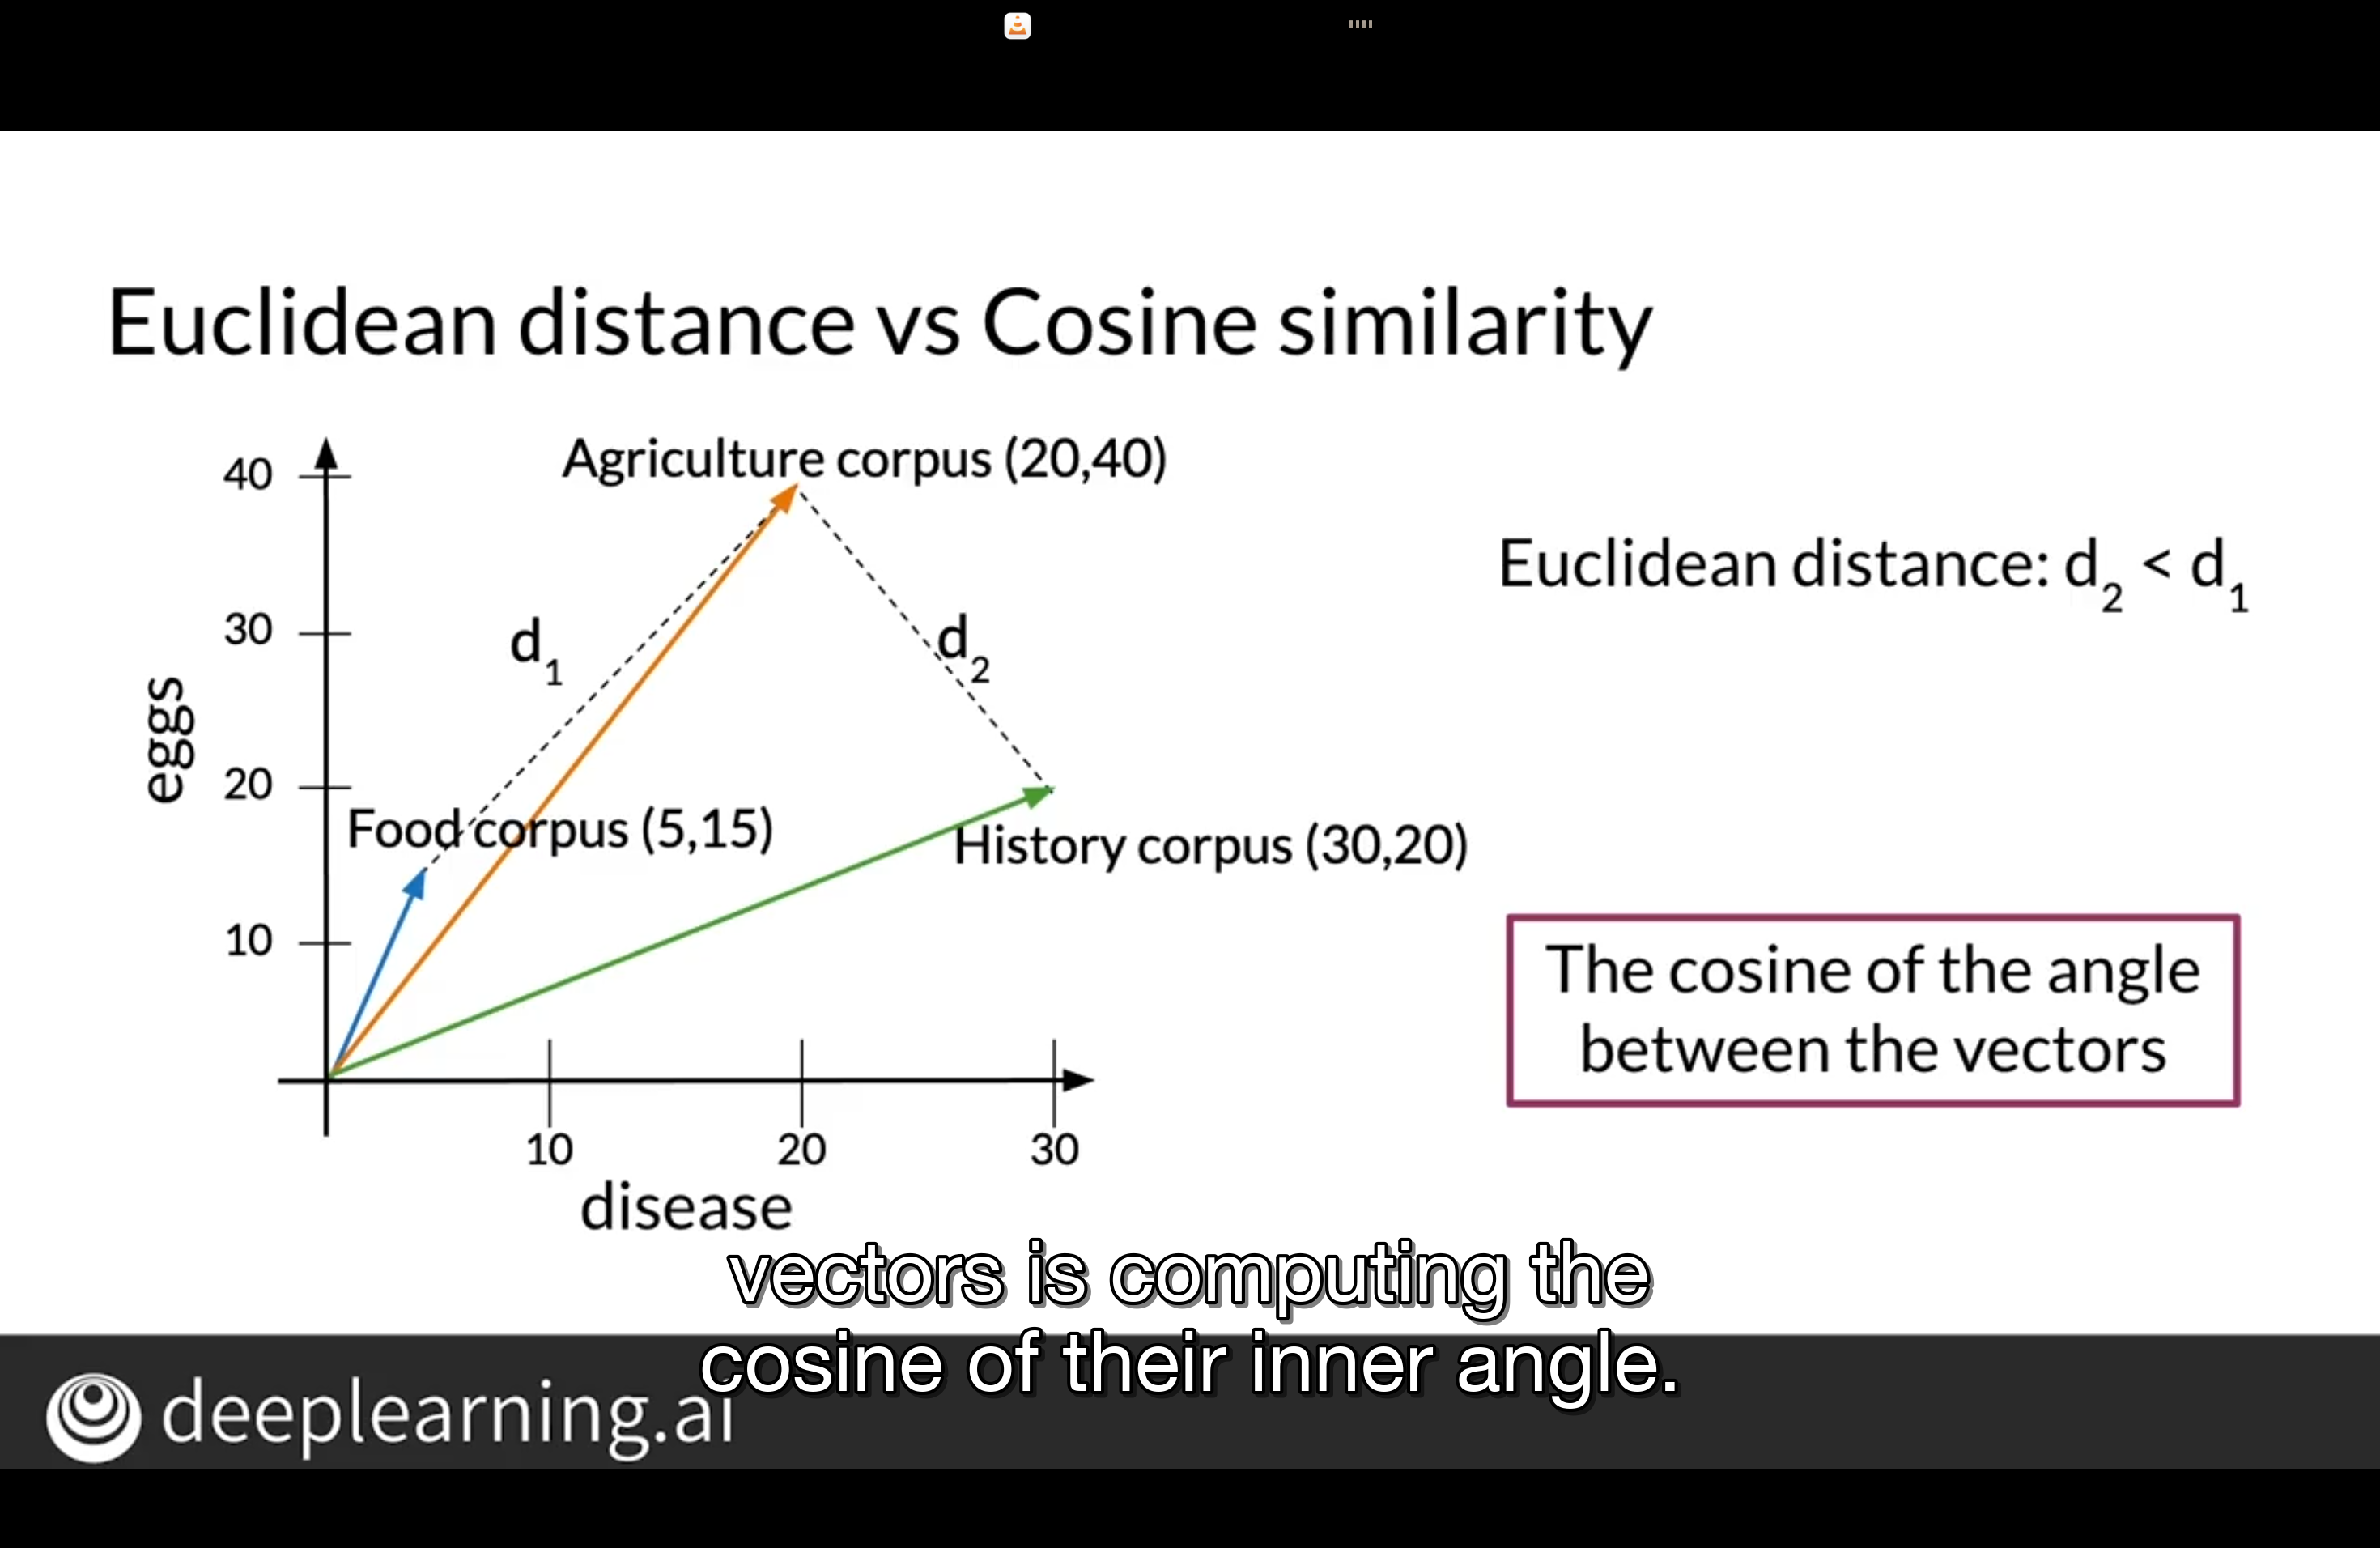 Euclidean distance vs Cosine similarity
Agriculture corpus (20,40)
40
30
20
10
eggs
d1
d2
Food corpus (5,15)
History corpus (30,20)
10 20 30
disease
Euclidean distance: d2 < d1
The cosine of the angle
between the vectors
vectors is computing the
cosine of their inner angle.
deeplearning.ai